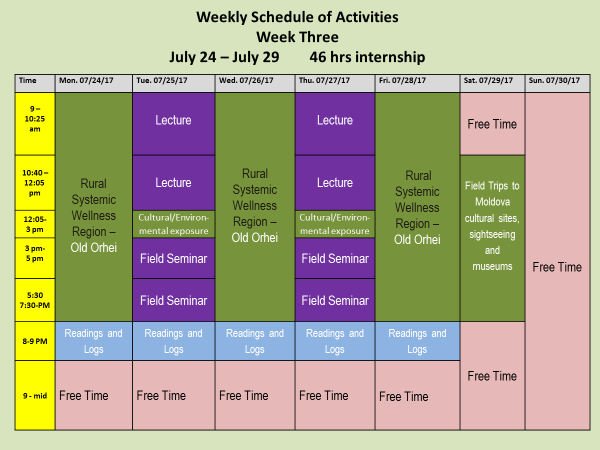 Weekly Schedule of Activities
Week Three
July 24 – July 29 46 hrs internship
Time Mon. 07/24/17 Tue. 07/25/17 Wed. 07/26/17 Thu. 07/27/17 Fri. 07/28/17 Sat. 07/29/17 Sun. 07/30/17
9 –
10:25
am
Rural
Systemic
Wellness
Region –
Old Orhei
Lecture
Rural
Systemic
Wellness
Region –
Old Orhei
Lecture
Rural
Systemic
Wellness
Region –
Old Orhei
Free Time
Free Time
10:40 –
12:05
pm
Lecture
Lecture
Field Trips to
Moldova
cultural sites,
sightseeing
and
museums
12:05-
3 pm
Cultural/Environ-
mental exposure
Cultural/Environ-
mental exposure
3 pm-
5 pm
Field Seminar
Field Seminar
5:30
7:30-PM
Field Seminar
Field Seminar
8-9 PM
Readings and
Logs
Readings and
Logs
Readings and
Logs
Readings and
Logs
Readings and
Logs
Free Time
9 - mid
Free Time
Free Time
Free Time
Free Time
Free Time